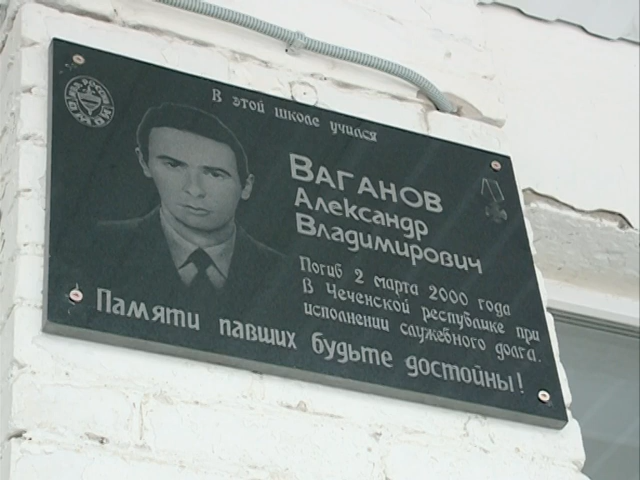 В этой школе учился
ВАГАНОВ
Александр
Владимирович
Погиб 2 марта 2000 года
В Чеченской республике при
исполнении служебного долга.
Памяти павших будьте достойны!